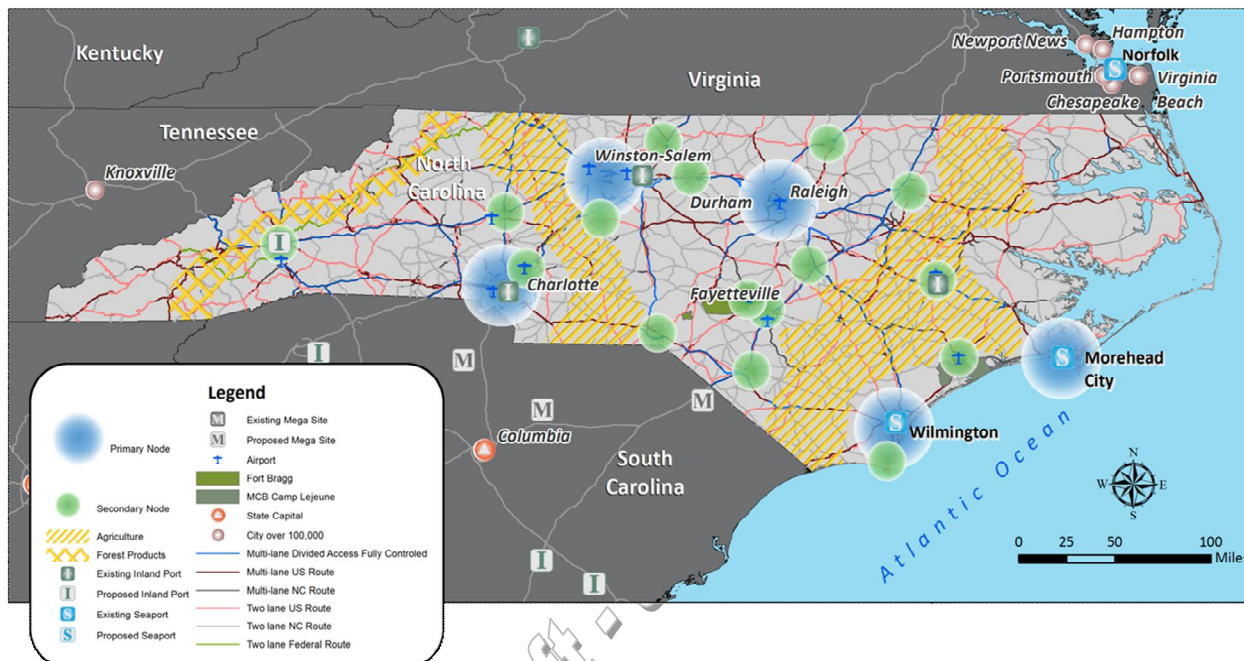 Kentucky
Virginia
Newport News
Hampton
Norfolk
Portsmouth
Virginia
Beach
Chesapeake
Tennessee
Knoxville
North
Carolina
Winston-Salem
Durham
Raleigh
Charlotte
Fayetteville
Morehead
City
Wilmington
Columbia
South
Carolina
Atlantic Ocean
I
I
I
I
I
I
I
I
M
M
M
S
S
S
N
W
E
S
0
25
50
100
Miles
Legend
Primary Node
Secondary Node
Agriculture
Forest Products
I
Existing Inland Port
I
Proposed Inland Port
S
Existing Seaport
S
Proposed Seaport
M
Existing Mega Site
M
Proposed Mega Site
Airport
Fort Bragg
MCB Camp Lejeune
State Capital
City over 100,000
Multi-lane Divided Access Fully Controled
Multi-lane US Route
Multi-lane NC Route
Two lane US Route
Two lane NC Route
Two lane Federal Route
ft